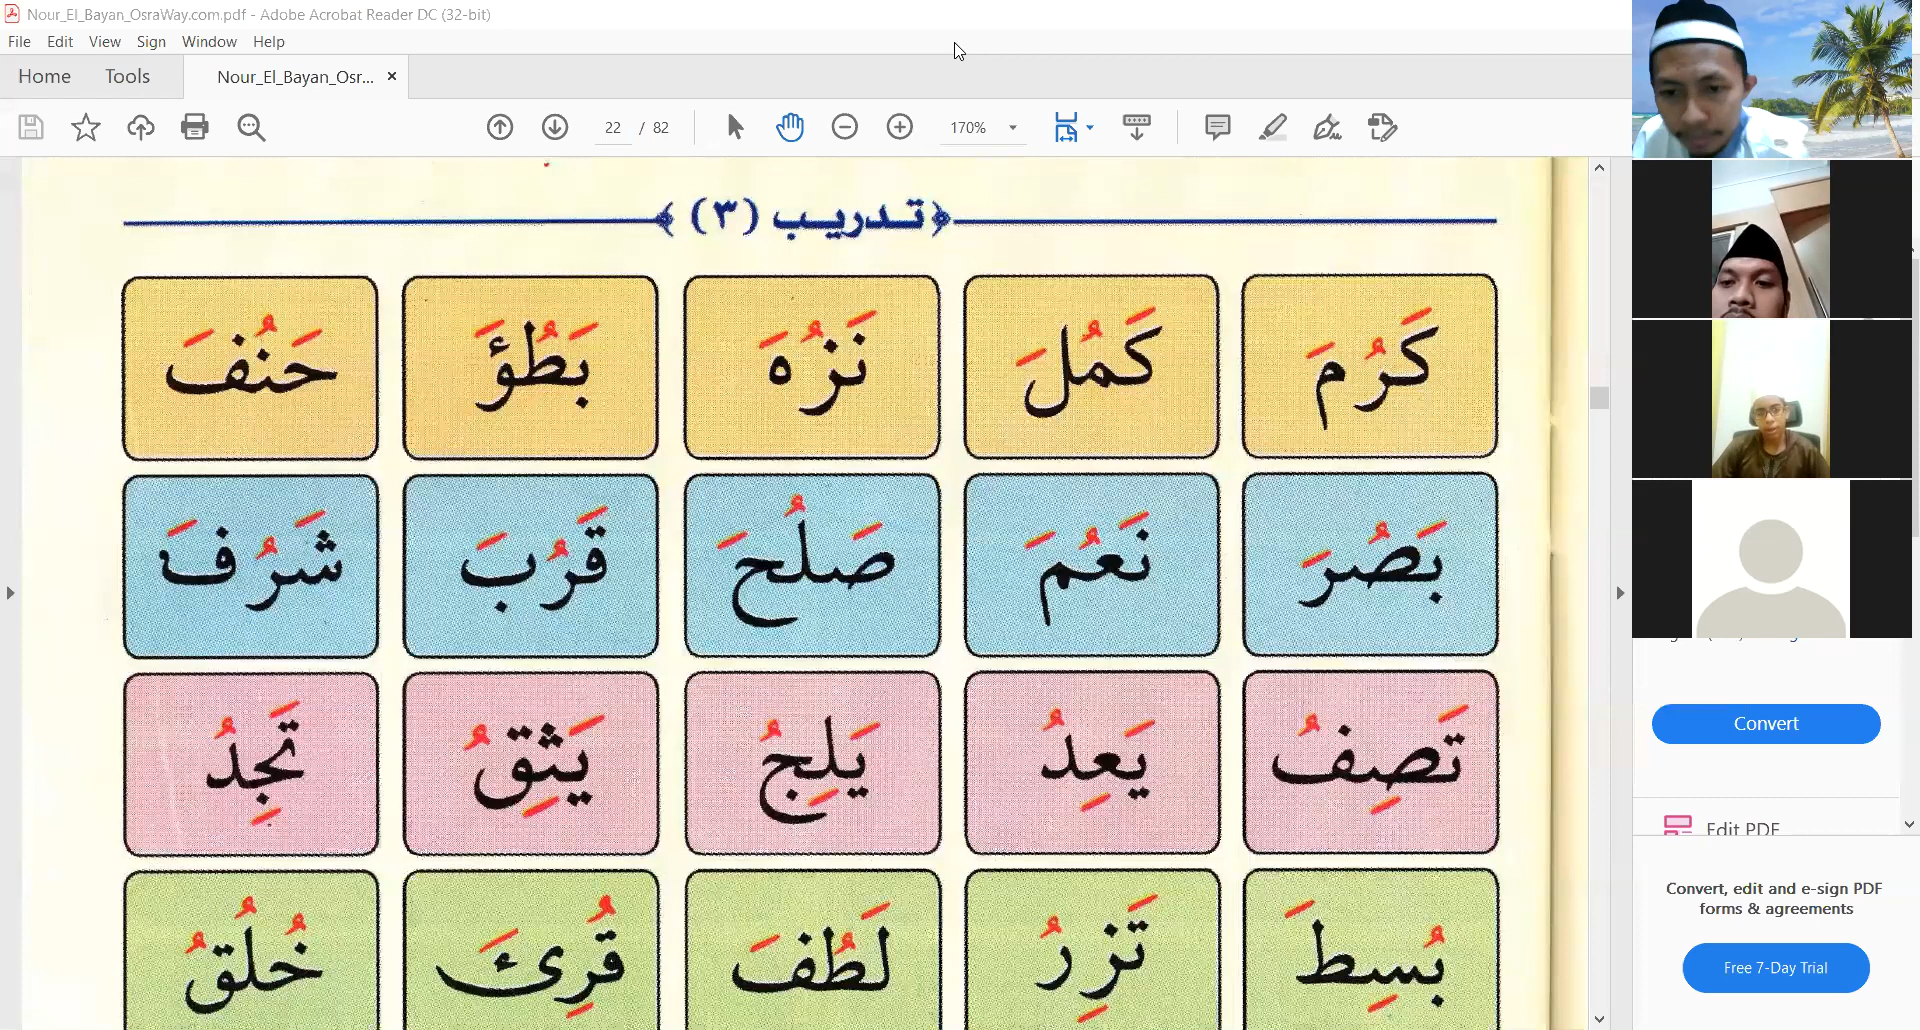 Nour_El_Bayan_OsraWay.com.pdf - Adobe Acrobat Reader DC (32-bit)
File Edit View Sign Window Help
Home Tools Nour_El_Bayan_Osr... ×
22 / 82 170%
تدريب (٣)
كَرُمَ كَمُلَ نَزُهَ بَطُؤَ حَنُفَ
بَصُرَ نَعُمَ صَلُحَ قَرُبَ شَرُفَ
تَصِفُ يَعِدُ يَلِجُ يَثِقُ تَجِدُ
بُسِطَ تَزِرُ لَطُفَ قُرِئَ خُلُقُ
Convert
Edit PDF
Convert, edit and e-sign PDF
forms & agreements
Free 7-Day Trial